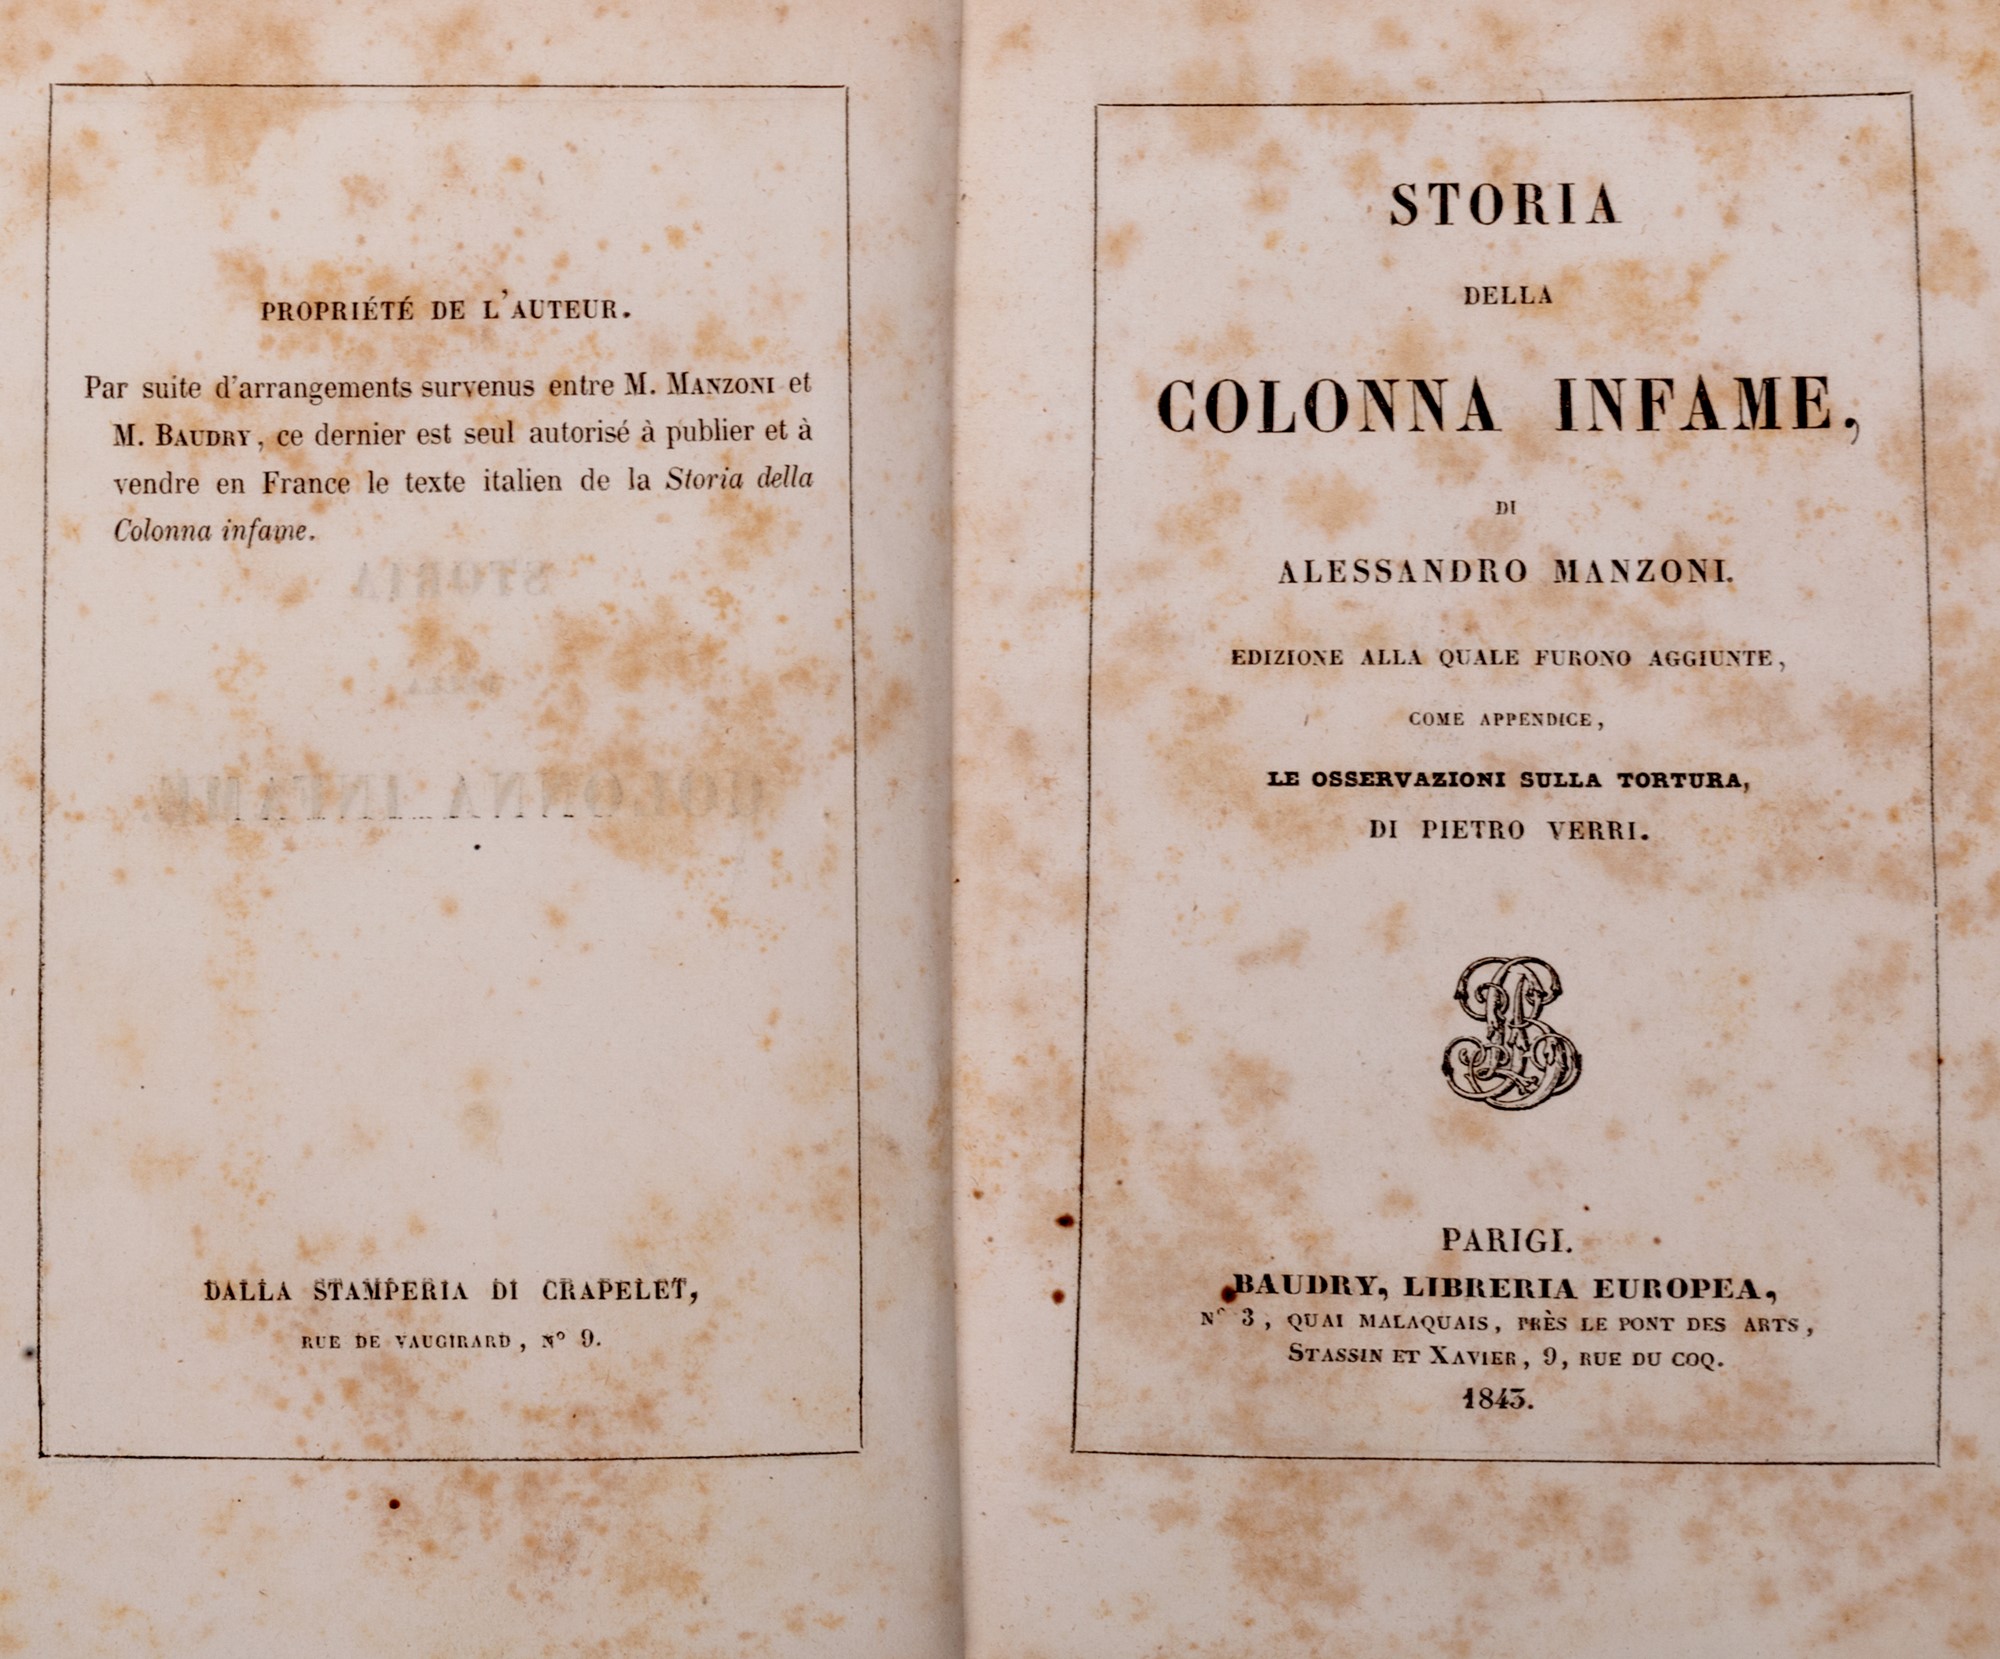 PROPRIÉTÉ DE L'AUTEUR.
Par suite d'arrangements survenus entre M. MANZONI et
M. BAUDRY, ce dernier est seul autorisé à publier et à
vendre en France le texte italien de la Storia della
Colonna infame.
DALLA STAMPERIA DI CRAPELET,
RUE DE VAUGIRARD, Nº 9.
STORIA
DELLA
COLONNA INFAME,
DI
ALESSANDRO MANZONI.
EDIZIONE ALLA QUALE FURONO AGGIUNTE,
COME APPENDICE,
LE OSSERVAZIONI SULLA TORTURA,
DI PIETRO VERRI.
PARIGI.
BAUDRY, LIBRERIA EUROPEA,
Nº 3, QUAI MALAQUAIS, PRÈS LE PONT DES ARTS,
STASSIN ET XAVIER, 9, RUE DU COQ.
1843.